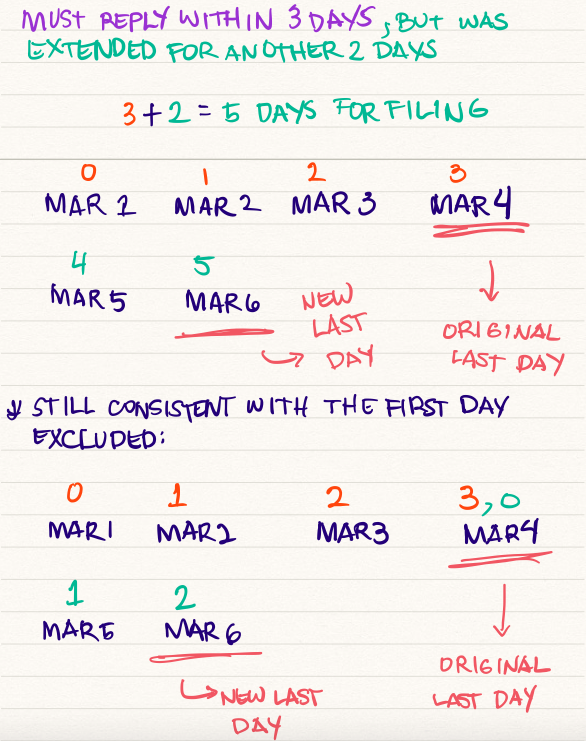 MUST REPLY WITHIN 3 DAYS, BUT WAS
EXTENDED FOR ANOTHER 2 DAYS
3 + 2 = 5 DAYS FOR FILING
0 1 2 3
MAR 1 MAR 2 MAR 3 MAR 4
4 5
MAR 5 MAR 6
NEW
LAST
DAY
ORIGINAL
LAST DAY
STILL CONSISTENT WITH THE FIRST DAY
EXCLUDED:
0 1 2 3, 0
MAR 1 MAR 2 MAR 3 MAR 4
1 2
MAR 5 MAR 6
ORIGINAL
LAST DAY
NEW LAST
DAY